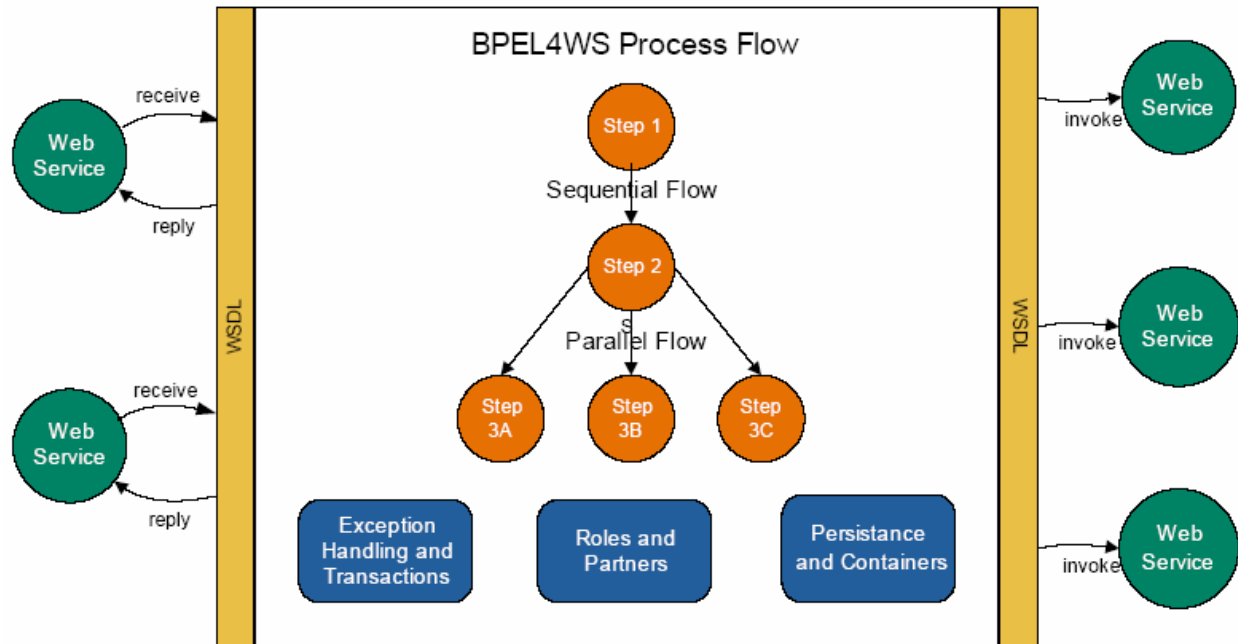 BPEL4WS Process Flow
receive
Web
Service
reply
receive
Web
Service
reply
WSDL
Step 1
Sequential Flow
Step 2
s
Parallel Flow
Step
3A
Step
3B
Step
3C
Exception
Handling and
Transactions
Roles and
Partners
Persistance
and Containers
WSDL
Web
Service
invoke
Web
Service
invoke
Web
Service
invoke